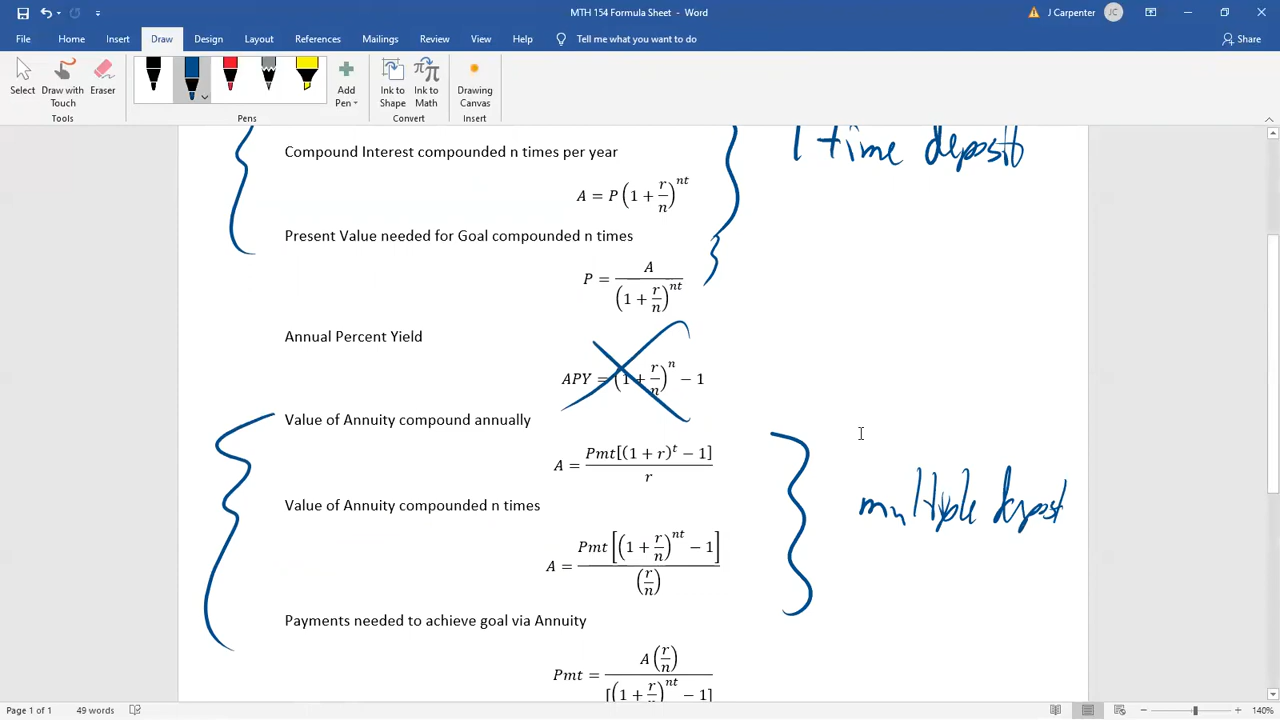 MTH 154 Formula Sheet - Word
J Carpenter JC
File Home Insert Draw Design Layout References Mailings Review View Help Tell me what you want to do Share
Select Draw with Touch Eraser Add Pen Ink to Shape Ink to Math Drawing Canvas
Tools Pens Convert Insert
1 time deposit
Compound Interest compounded n times per year
A = P (1 + r/n)^nt
Present Value needed for Goal compounded n times
P = A / (1 + r/n)^nt
Annual Percent Yield
APY = (1 + r/n)^n − 1
Value of Annuity compound annually
A = Pmt[(1 + r)^t − 1] / r
multiple deposit
Value of Annuity compounded n times
A = Pmt [(1 + r/n)^nt − 1] / (r/n)
Payments needed to achieve goal via Annuity
Pmt = A (r/n) / [(1 + r/n)^nt − 1]
Page 1 of 1 49 words 140%